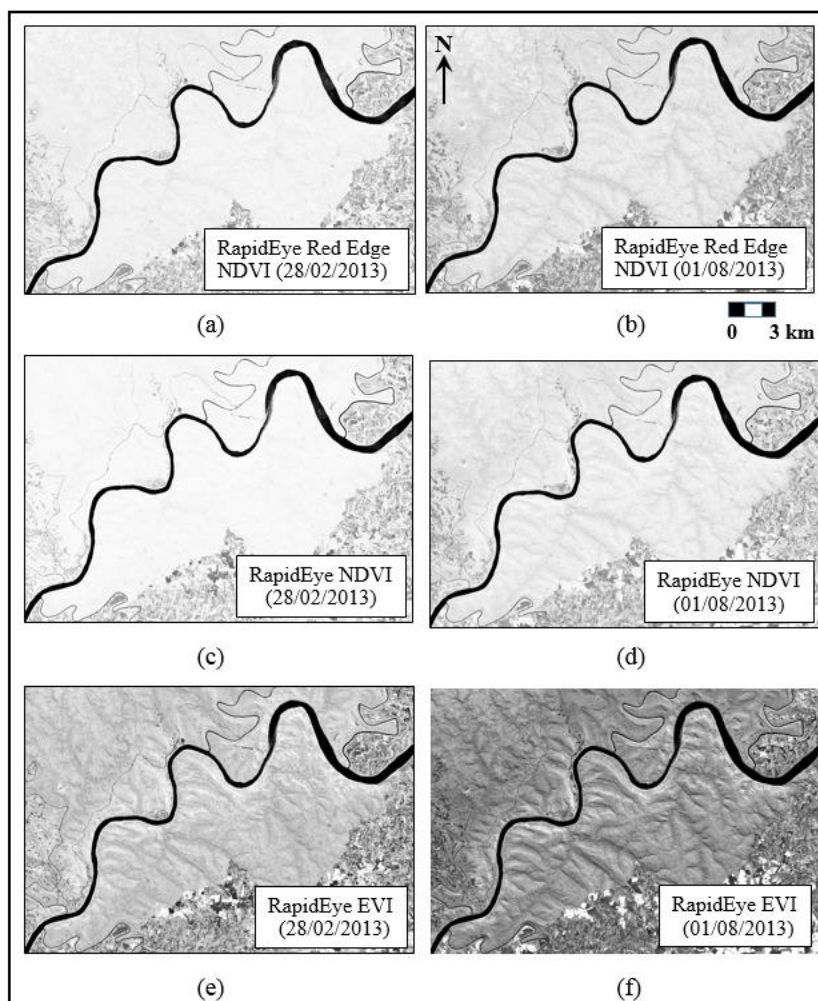 N
RapidEye Red Edge
NDVI (28/02/2013)
RapidEye Red Edge
NDVI (01/08/2013)
(a)
(b)
0 3 km
RapidEye NDVI
(28/02/2013)
RapidEye NDVI
(01/08/2013)
(c)
(d)
RapidEye EVI
(28/02/2013)
RapidEye EVI
(01/08/2013)
(e)
(f)